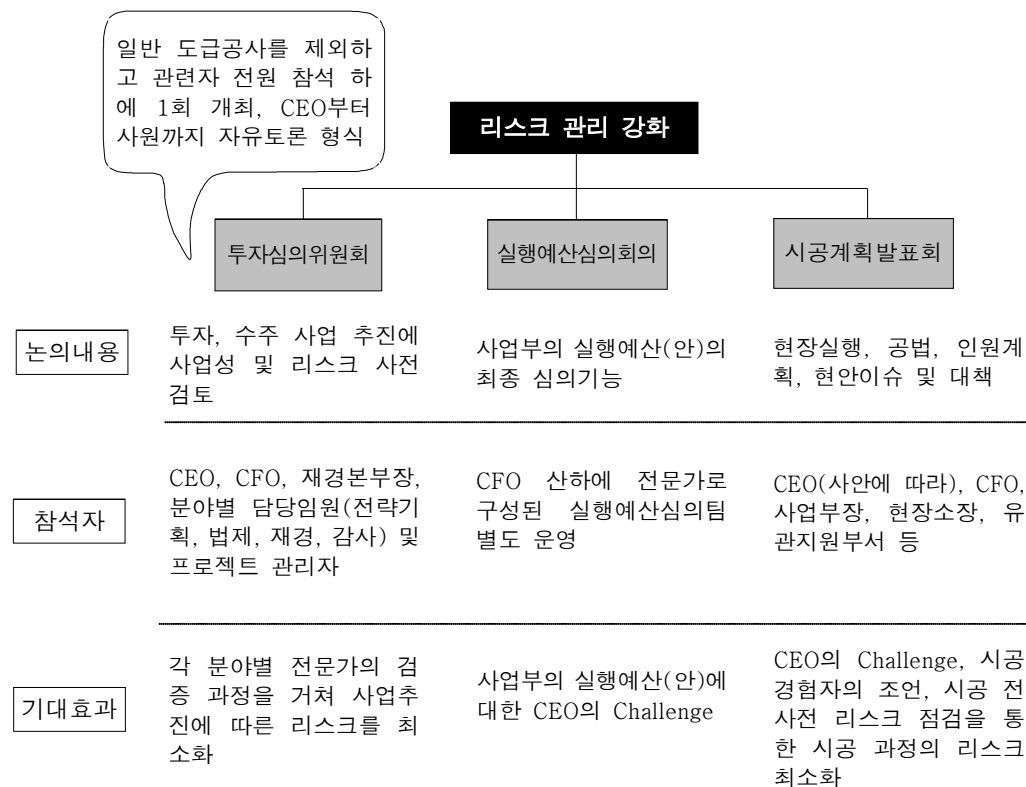 일반 도급공사를 제외하
고 관련자 전원 참석 하
에 1회 개최, CEO부터
사원까지 자유토론 형식
리스크 관리 강화
투자심의위원회
실행예산심의회의
시공계획발표회
논의내용
투자, 수주 사업 추진에
사업성 및 리스크 사전
검토
사업부의 실행예산(안)의
최종 심의기능
현장실행, 공법, 인원계
획, 현안이슈 및 대책
참석자
CEO, CFO, 재경본부장,
분야별 담당임원(전략기
획, 법제, 재경, 감사) 및
프로젝트 관리자
CFO 산하에 전문가로
구성된 실행예산심의팀
별도 운영
CEO(사안에 따라), CFO,
사업부장, 현장소장, 유
관지원부서 등
기대효과
각 분야별 전문가의 검
증 과정을 거쳐 사업추
진에 따른 리스크를 최
소화
사업부의 실행예산(안)에
대한 CEO의 Challenge
CEO의 Challenge, 시공
경험자의 조언, 시공 전
사전 리스크 점검을 통
한 시공 과정의 리스크
최소화